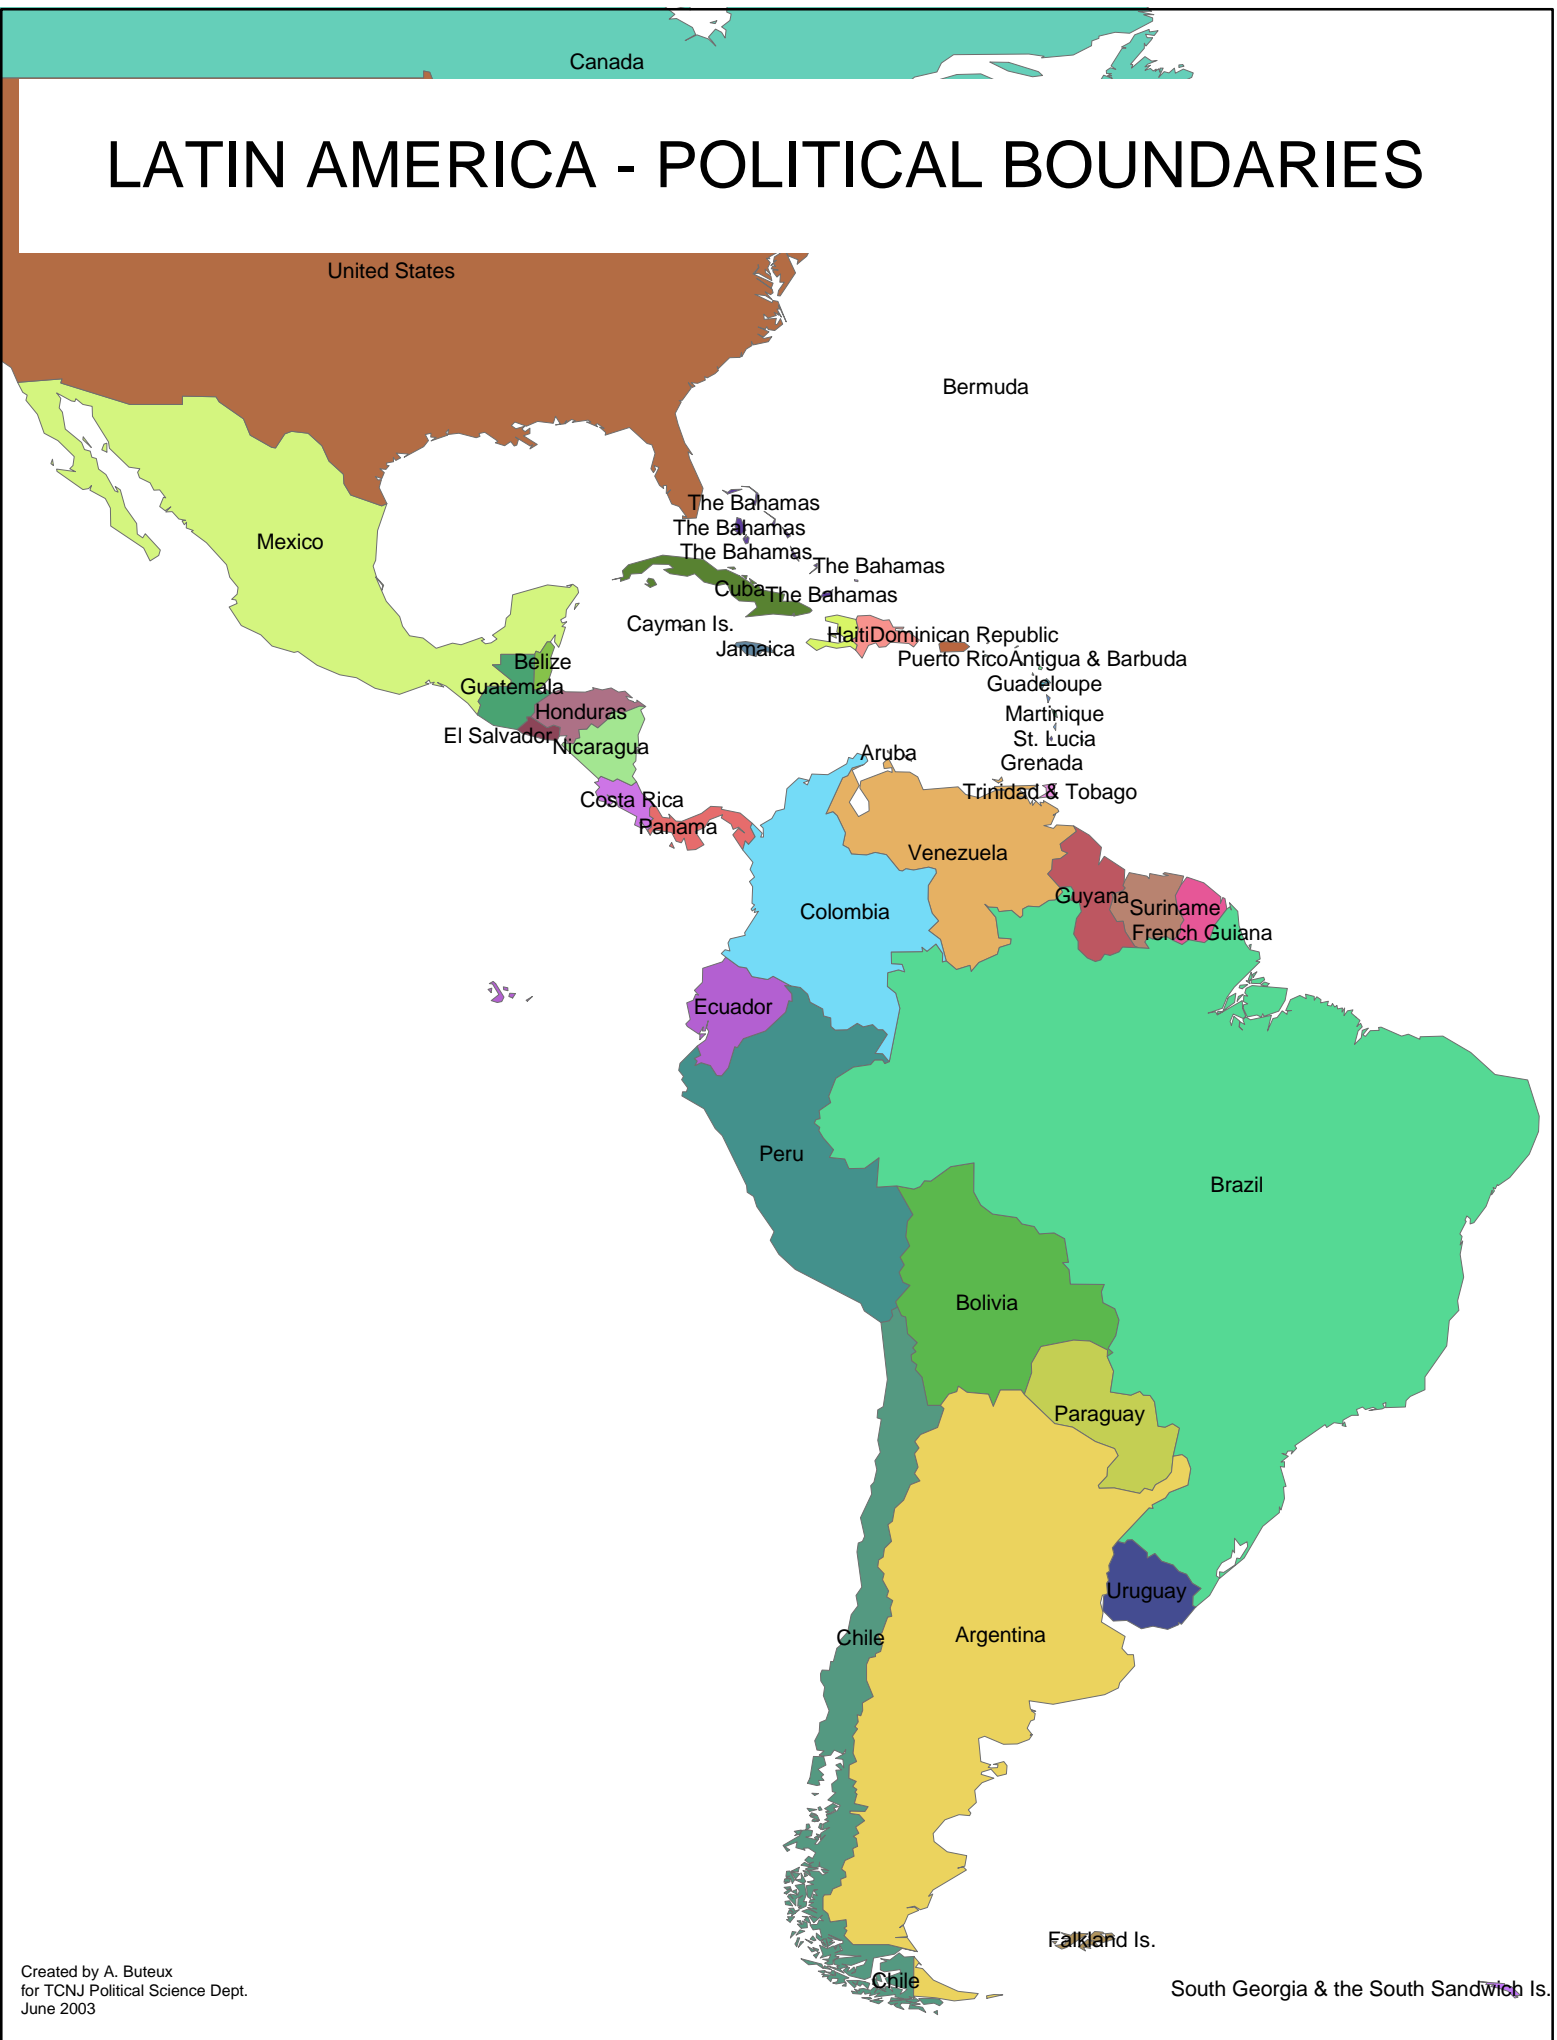 Canada
LATIN AMERICA - POLITICAL BOUNDARIES
United States
Bermuda
The Bahamas
The Bahamas
Mexico
The Bahamas
The Bahamas
Cuba
The Bahamas
Cayman Is.
Haiti
Dominican Republic
Jamaica
Puerto Rico
Antigua & Barbuda
Belize
Guadeloupe
Guatemala
Honduras
Martinique
El Salvador
St. Lucia
Nicaragua
Aruba
Grenada
Trinidad & Tobago
Costa Rica
Panama
Venezuela
Guyana
Colombia
Suriname
French Guiana
Ecuador
Peru
Brazil
Bolivia
Paraguay
Uruguay
Chile
Argentina
Falkland Is.
Chile
South Georgia & the South Sandwich Is.
Created by A. Buteux
for TCNJ Political Science Dept.
June 2003